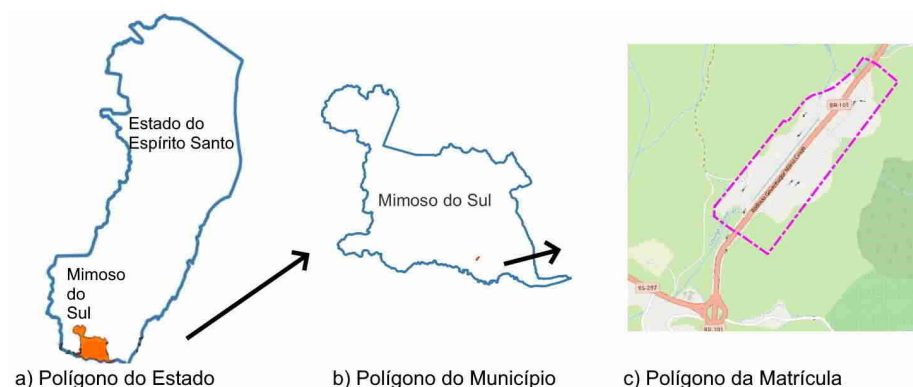 Estado do
Espírito Santo
Mimoso
do
Sul
a) Polígono do Estado
Mimoso do Sul
b) Polígono do Município
BR-101
ES-297
BR-101
c) Polígono da Matrícula